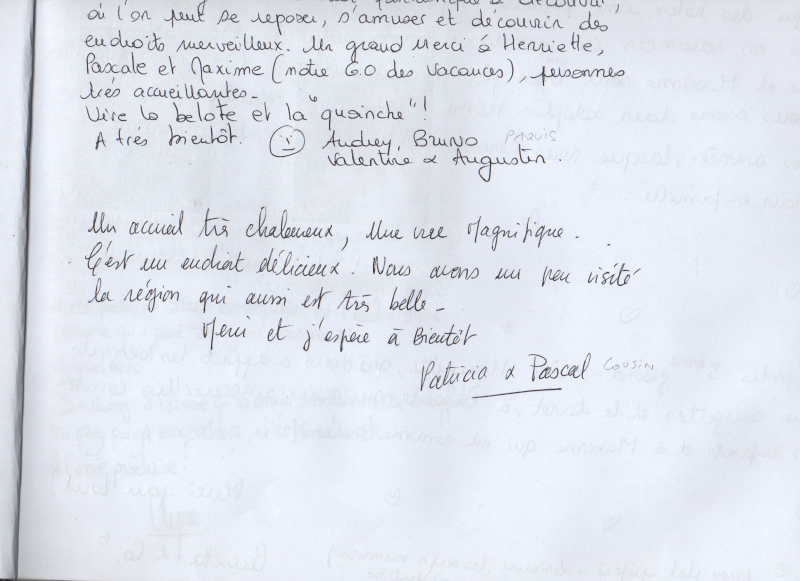 à découvrir,
où l'on peut se reposer, s'amuser et découvrir des
endroits merveilleux. Un grand merci à Henriette,
Pascale et Maxime (notre G.O des vacances), personnes
très accueillantes.
Vive la belote et la "quoinche"!
A très bientôt. Audrey, Bruno PAQUIS
Valentine & Augustin.
Un accueil très chaleureux, Une vue Magnifique.
C'est un endroit délicieux. Nous avons un peu visité
la région qui aussi est très belle -
Merci et j'espère à Bientôt
Patricia & Pascal Cousin